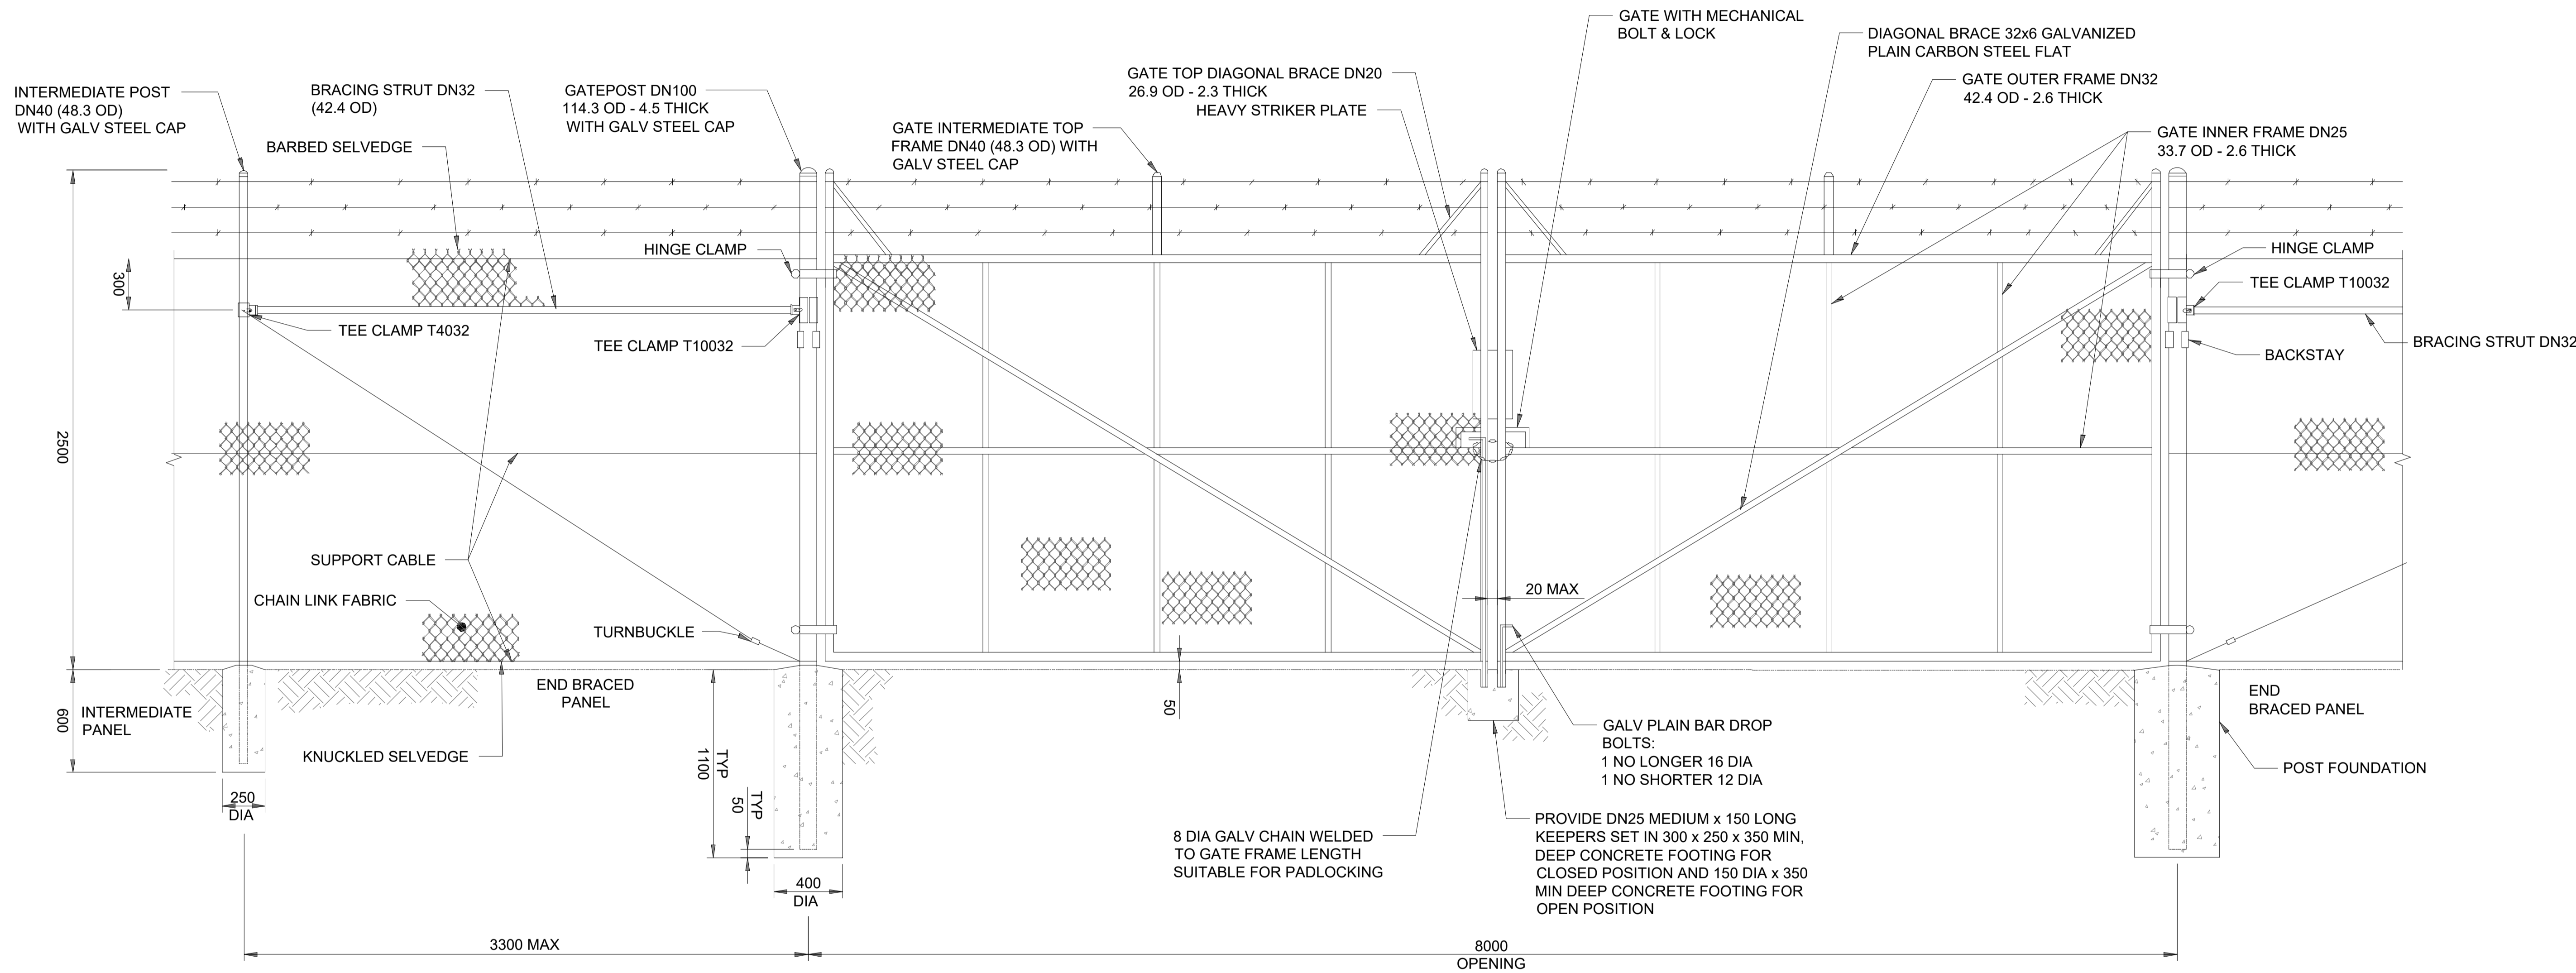 GATE WITH MECHANICAL
BOLT & LOCK
DIAGONAL BRACE 32x6 GALVANIZED
PLAIN CARBON STEEL FLAT
INTERMEDIATE POST
DN40 (48.3 OD)
WITH GALV STEEL CAP
BRACING STRUT DN32
(42.4 OD)
BARBED SELVEDGE
GATEPOST DN100
114.3 OD - 4.5 THICK
WITH GALV STEEL CAP
GATE TOP DIAGONAL BRACE DN20
26.9 OD - 2.3 THICK
HEAVY STRIKER PLATE
GATE INTERMEDIATE TOP
FRAME DN40 (48.3 OD) WITH
GALV STEEL CAP
GATE OUTER FRAME DN32
42.4 OD - 2.6 THICK
GATE INNER FRAME DN25
33.7 OD - 2.6 THICK
HINGE CLAMP
HINGE CLAMP
300
TEE CLAMP T4032
TEE CLAMP T10032
TEE CLAMP T10032
BRACING STRUT DN32
BACKSTAY
2500
SUPPORT CABLE
CHAIN LINK FABRIC
TURNBUCKLE
20 MAX
END BRACED
PANEL
INTERMEDIATE
PANEL
600
KNUCKLED SELVEDGE
250
DIA
TYP
1100
TYP
50
400
DIA
50
GALV PLAIN BAR DROP
BOLTS:
1 NO LONGER 16 DIA
1 NO SHORTER 12 DIA
END
BRACED PANEL
POST FOUNDATION
8 DIA GALV CHAIN WELDED
TO GATE FRAME LENGTH
SUITABLE FOR PADLOCKING
PROVIDE DN25 MEDIUM x 150 LONG
KEEPERS SET IN 300 x 250 x 350 MIN,
DEEP CONCRETE FOOTING FOR
CLOSED POSITION AND 150 DIA x 350
MIN DEEP CONCRETE FOOTING FOR
OPEN POSITION
3300 MAX
8000
OPENING